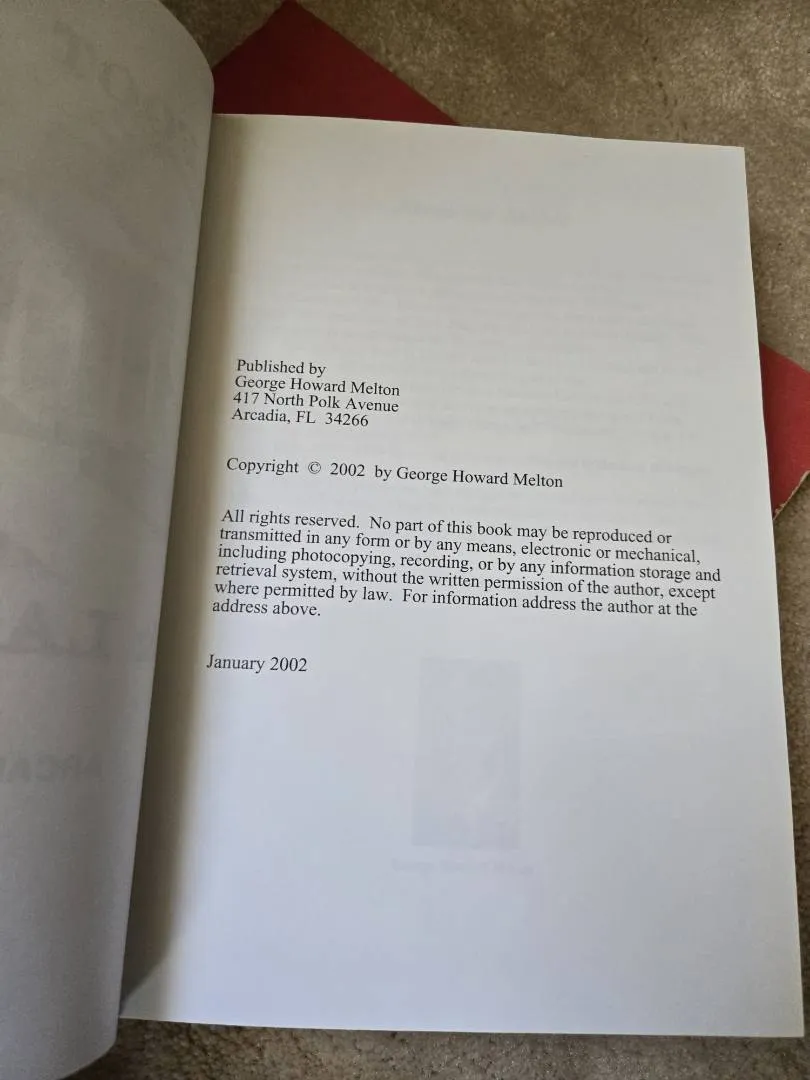 Published by
George Howard Melton
417 North Polk Avenue
Arcadia, FL 34266
Copyright © 2002 by George Howard Melton
All rights reserved. No part of this book may be reproduced or
transmitted in any form or by any means, electronic or mechanical,
including photocopying, recording, or by any information storage and
retrieval system, without the written permission of the author, except
where permitted by law. For information address the author at the
address above.
January 2002